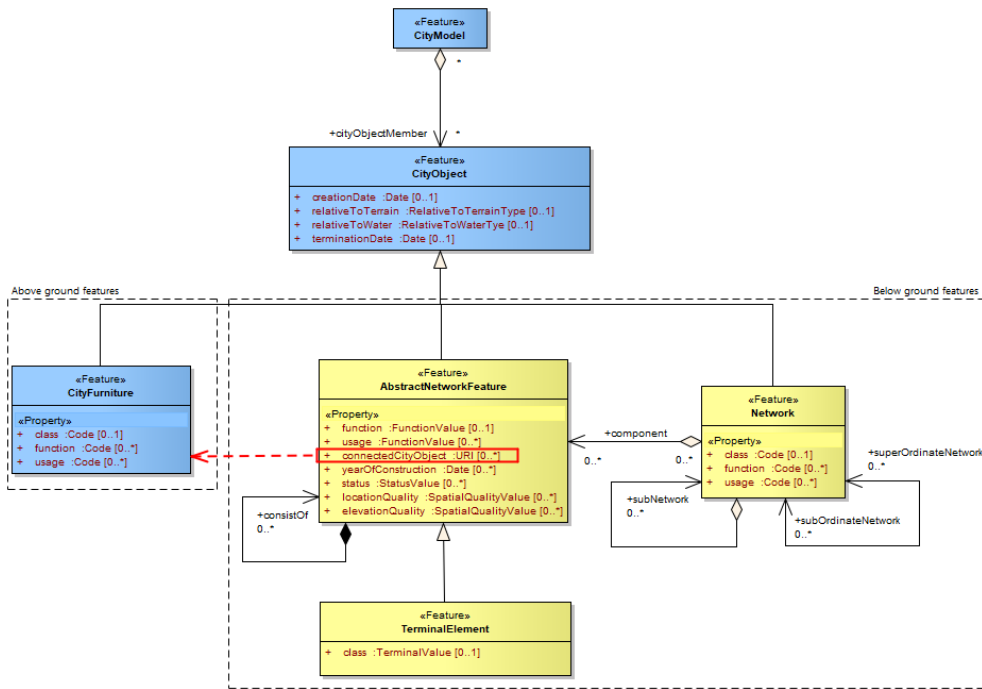 «Feature»
CityModel
*
+cityObjectMember
*
«Feature»
CityObject
+ creationDate :Date [0..1]
+ relativeToTerrain :RelativeToTerrainType [0..1]
+ relativeToWater :RelativeToWaterTye [0..1]
+ terminationDate :Date [0..1]
Above ground features
Below ground features
«Feature»
CityFurniture
«Property»
+ class :Code [0..1]
+ function :Code [0..*]
+ usage :Code [0..*]
«Feature»
AbstractNetworkFeature
«Property»
+ function :FunctionValue [0..1]
+ usage :FunctionValue [0..*]
+ connectedCityObject :URI [0..*]
+ yearOfConstruction :Date [0..*]
+ status :StatusValue [0..*]
+ locationQuality :SpatialQualityValue [0..*]
+ elevationQuality :SpatialQualityValue [0..*]
+consistOf
0..*
+component
0..*
0..*
«Feature»
Network
«Property»
+ class :Code [0..1]
+ function :Code [0..*]
+ usage :Code [0..*]
+superOrdinateNetwork
0..*
+subNetwork
0..*
+subOrdinateNetwork
0..*
«Feature»
TerminalElement
+ class :TerminalValue [0..1]